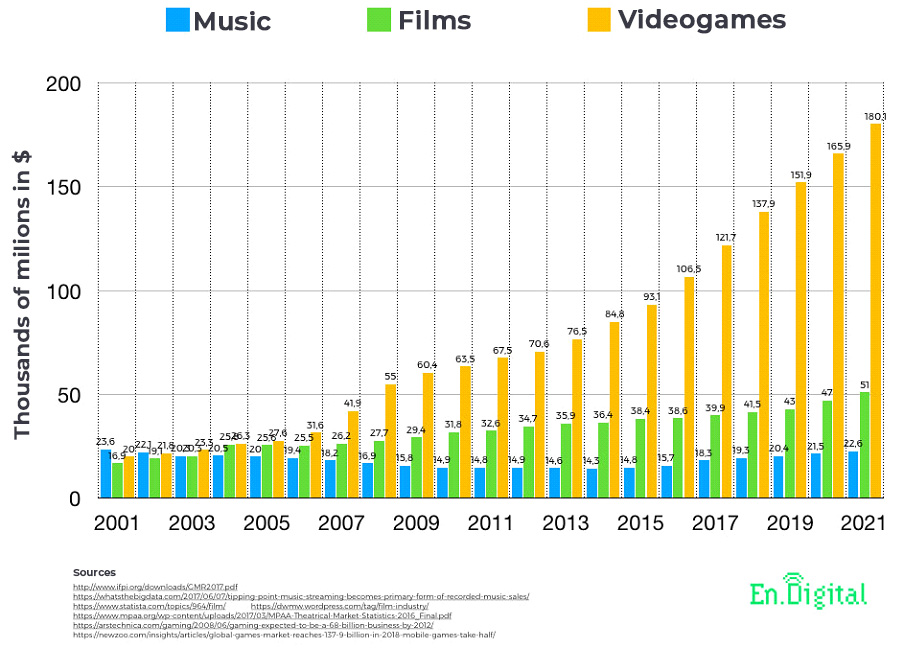 Music Films Videogames
Thousands of milions in $
200
150
100
50
0
23,6 16,9 20
22,1 19,1
20,3 23,3
20,5 26,3
20 25,6 27,6
19,4 25,5 31,6
18,2 26,2 41,9
16,9 27,7 55
15,8 29,4 60,4
14,9 31,8 63,5
14,8 32,6 67,5
14,9 34,7 70,6
14,6 35,9 76,5
14,3 36,4 84,8
14,8 38,4 93,1
15,7 38,6 106,5
18,3 39,9 121,7
19,3 41,5 137,9
20,4 43 151,9
21,5 47 165,9
22,6 51 180,1
2001 2003 2005 2007 2009 2011 2013 2015 2017 2019 2021
Sources
http://www.ifpi.org/downloads/GMR2017.pdf
https://whatsthebigdata.com/2017/06/07/tipping-point-music-streaming-becomes-primary-form-of-recorded-music-sales/
https://www.statista.com/topics/964/film/ https://dwmw.wordpress.com/tag/film-industry/
https://www.mpaa.org/wp-content/uploads/2017/03/MPAA-Theatrical-Market-Statistics-2016_Final.pdf
https://arstechnica.com/gaming/2008/06/gaming-expected-to-be-a-68-billion-business-by-2012/
https://newzoo.com/insights/articles/global-games-market-reaches-137-9-billion-in-2018-mobile-games-take-half/
En.Digital